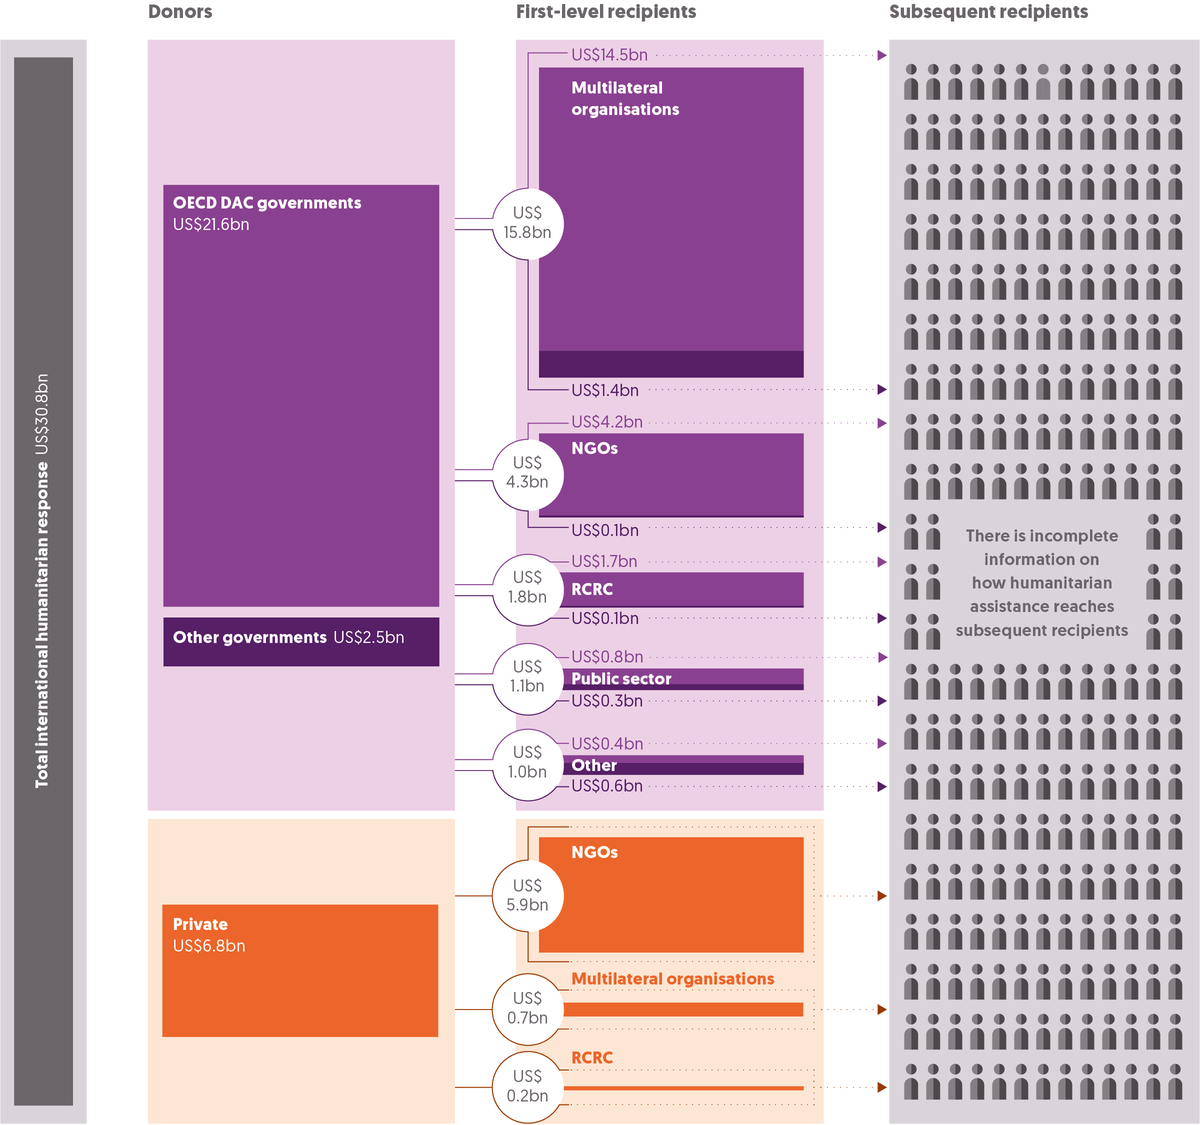 Donors
First-level recipients
Subsequent recipients
Total international humanitarian response US$30.8bn
OECD DAC governments
US$21.6bn
Other governments US$2.5bn
US$14.5bn
Multilateral
organisations
US$
15.8bn
US$1.4bn
US$4.2bn
NGOs
US$
4.3bn
US$0.1bn
US$1.7bn
US$
1.8bn
RCRC
US$0.1bn
US$0.8bn
US$
1.1bn
Public sector
US$0.3bn
US$0.4bn
US$
1.0bn
Other
US$0.6bn
There is incomplete
information on
how humanitarian
assistance reaches
subsequent recipients
Private
US$6.8bn
NGOs
US$
5.9bn
Multilateral organisations
US$
0.7bn
RCRC
US$
0.2bn